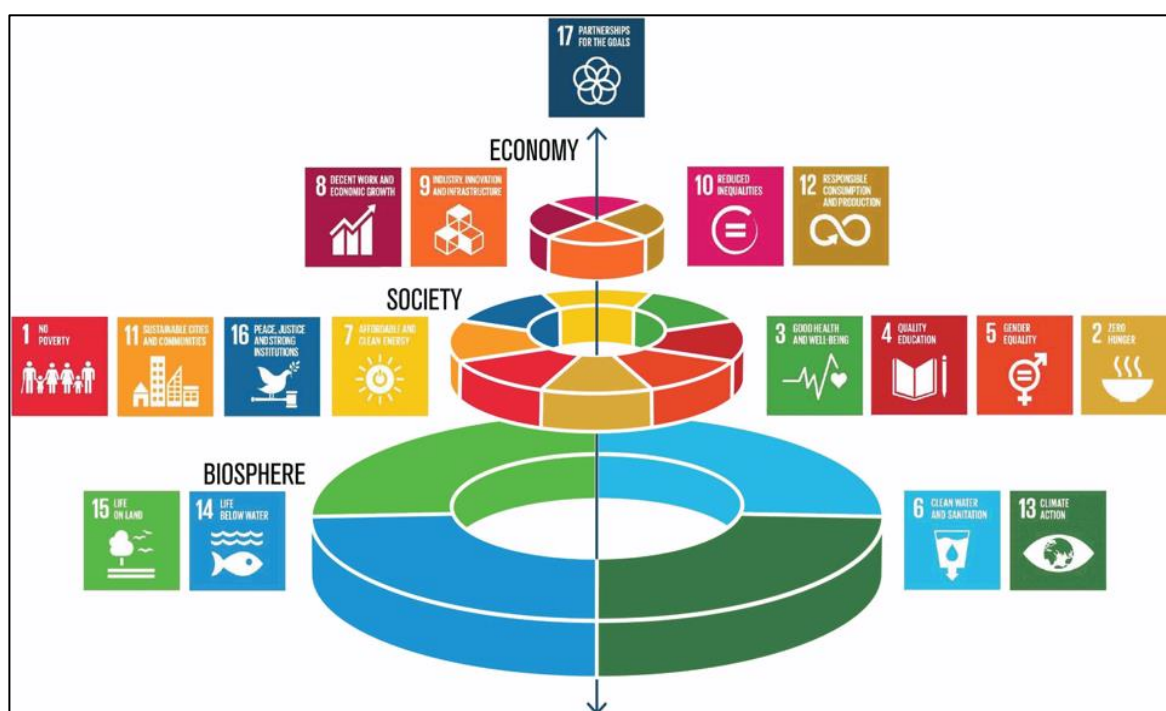 17 PARTNERSHIPS
FOR THE GOALS
ECONOMY
8 DECENT WORK AND
ECONOMIC GROWTH
9 INDUSTRY, INNOVATION
AND INFRASTRUCTURE
10 REDUCED
INEQUALITIES
12 RESPONSIBLE
CONSUMPTION
AND PRODUCTION
SOCIETY
1 NO
POVERTY
11 SUSTAINABLE CITIES
AND COMMUNITIES
16 PEACE, JUSTICE
AND STRONG
INSTITUTIONS
7 AFFORDABLE AND
CLEAN ENERGY
3 GOOD HEALTH
AND WELL-BEING
4 QUALITY
EDUCATION
5 GENDER
EQUALITY
2 ZERO
HUNGER
BIOSPHERE
15 LIFE
ON LAND
14 LIFE
BELOW WATER
6 CLEAN WATER
AND SANITATION
13 CLIMATE
ACTION